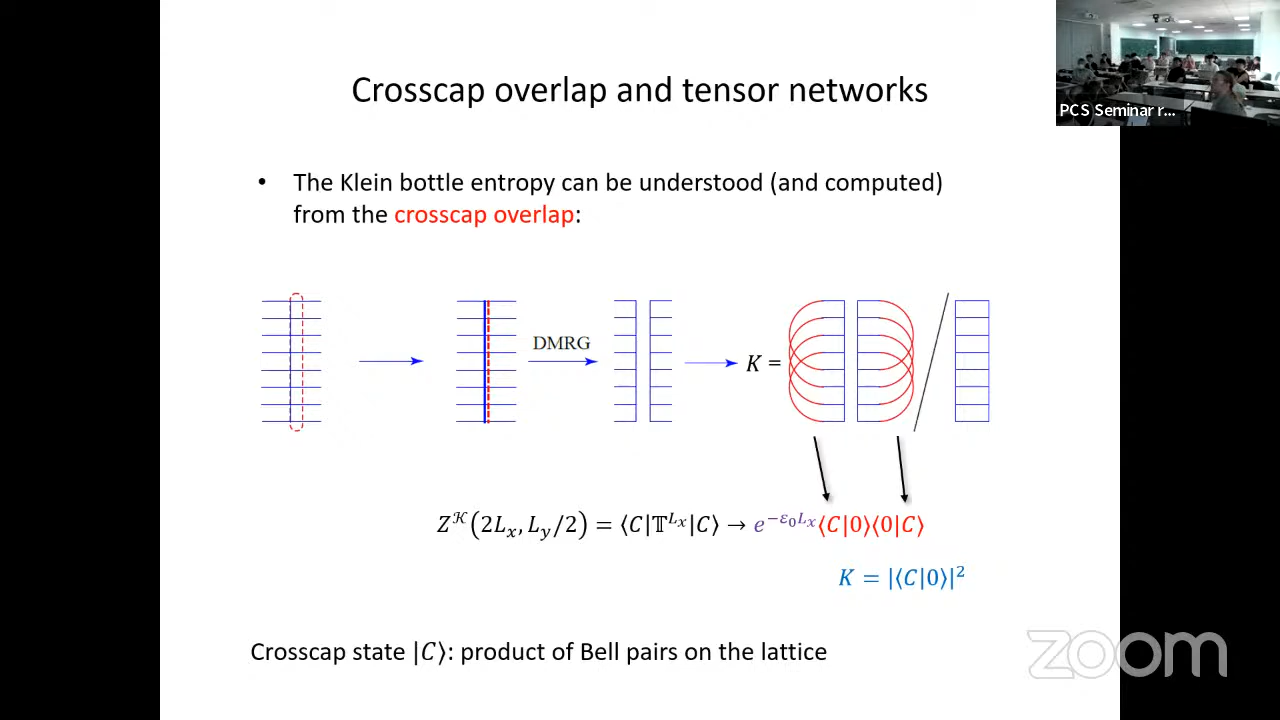 Crosscap overlap and tensor networks
PCS Seminar r...
• The Klein bottle entropy can be understood (and computed)
from the crosscap overlap:
DMRG
K =
Z^𝒦(2L_x, L_y/2) = ⟨C|𝕋^{L_x}|C⟩ → e^{−ε_0 L_x}⟨C|0⟩⟨0|C⟩
K = |⟨C|0⟩|^2
Crosscap state |C⟩: product of Bell pairs on the lattice
zoom